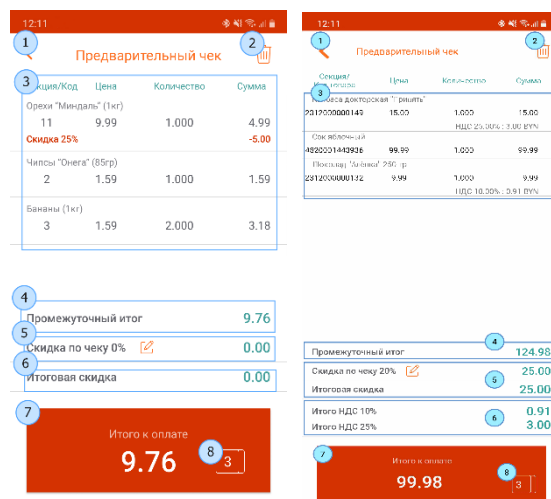 12:11
1
2
Предварительный чек
3
Секция/Код Цена Количество Сумма
Орехи "Миндаль" (1кг)
11 9.99 1.000 4.99
Скидка 25% -5.00
Чипсы "Онега" (85гр)
2 1.59 1.000 1.59
Бананы (1кг)
3 1.59 2.000 3.18
4
Промежуточный итог 9.76
5
Скидка по чеку 0% 0.00
6
Итоговая скидка 0.00
7
Итого к оплате
9.76
8
3
12:11
1
2
Предварительный чек
Секция/
Цена Количество Сумма
3
докторская
2312000000149 15.00 1.000 15.00
НДС 25.00% : 3.00 BYN
Сок яблочный
4820001443936 99.99 1.000 99.99
Шоколад "Алёнка" 250 гр
2312000000132 9.99 1.000 9.99
НДС 10.00% : 0.91 BYN
4
Промежуточный итог 124.98
Скидка по чеку 20% 25.00
5
Итоговая скидка 25.00
Итого НДС 10% 0.91
6
Итого НДС 25% 3.00
7
Итого к оплате
99.98
8
3